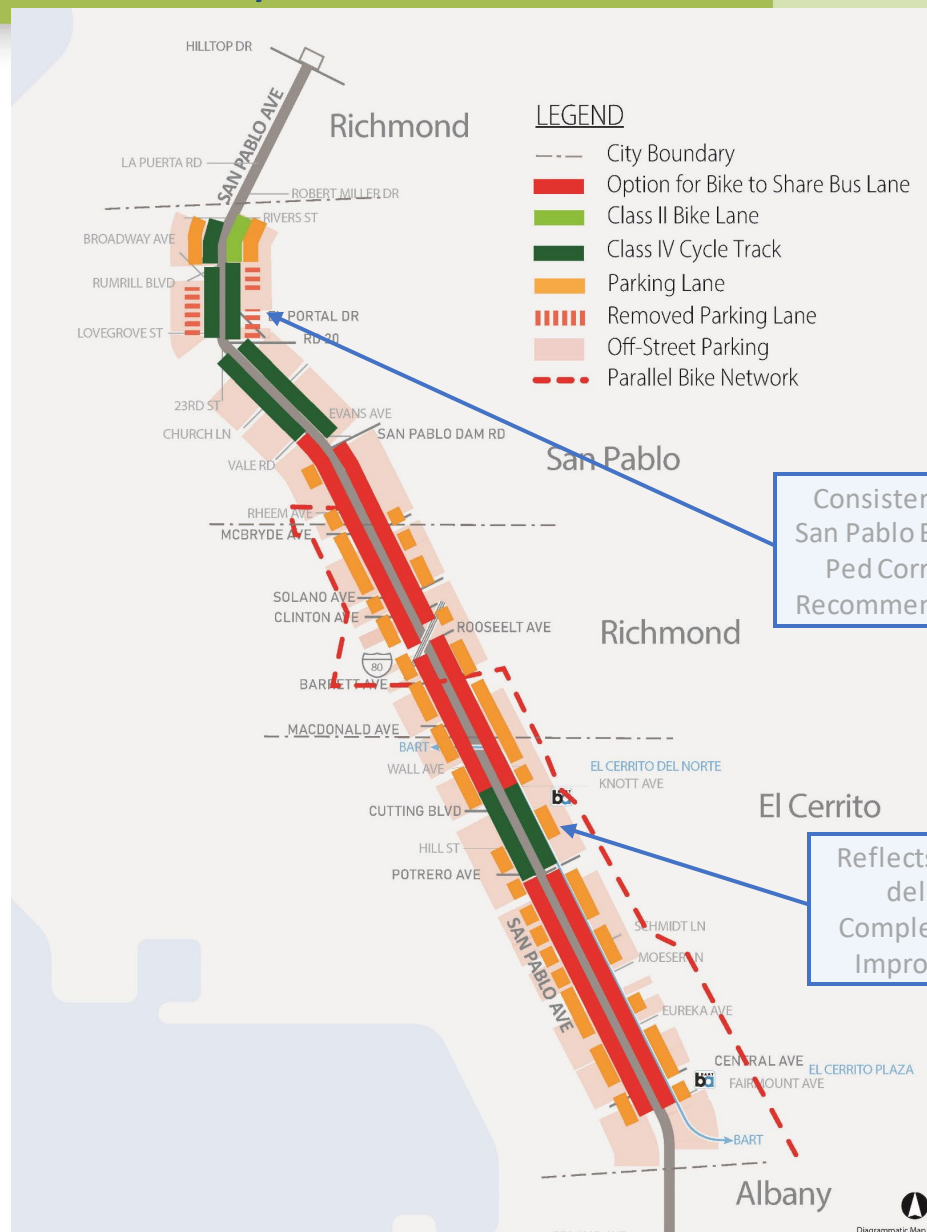 HILLTOP DR
SAN PABLO AVE
Richmond
LA PUERTA RD
ROBERT MILLER DR
RIVERS ST
BROADWAY AVE
RUMRILL BLVD
PORTAL DR
LOVEGROVE ST
RD 20
LEGEND
City Boundary
Option for Bike to Share Bus Lane
Class II Bike Lane
Class IV Cycle Track
Parking Lane
Removed Parking Lane
Off-Street Parking
Parallel Bike Network
23RD ST
EVANS AVE
CHURCH LN
SAN PABLO DAM RD
VALE RD
San Pablo
RHEEM AVE
MCBRYDE AVE
San Pablo
Ped
SOLANO AVE
CLINTON AVE
ROOSEELT AVE
Richmond
80
BARRETT AVE
MACDONALD AVE
BART
WALL AVE
EL CERRITO DEL NORTE
KNOTT AVE
ba
CUTTING BLVD
El Cerrito
HILL ST
POTRERO AVE
Reflects
del
SCHMIDT LN
MOESER LN
SAN PABLO AVE
EUREKA AVE
CENTRAL AVE
EL CERRITO PLAZA
ba
FAIRMOUNT AVE
BART
Albany
Diagrammatic Map